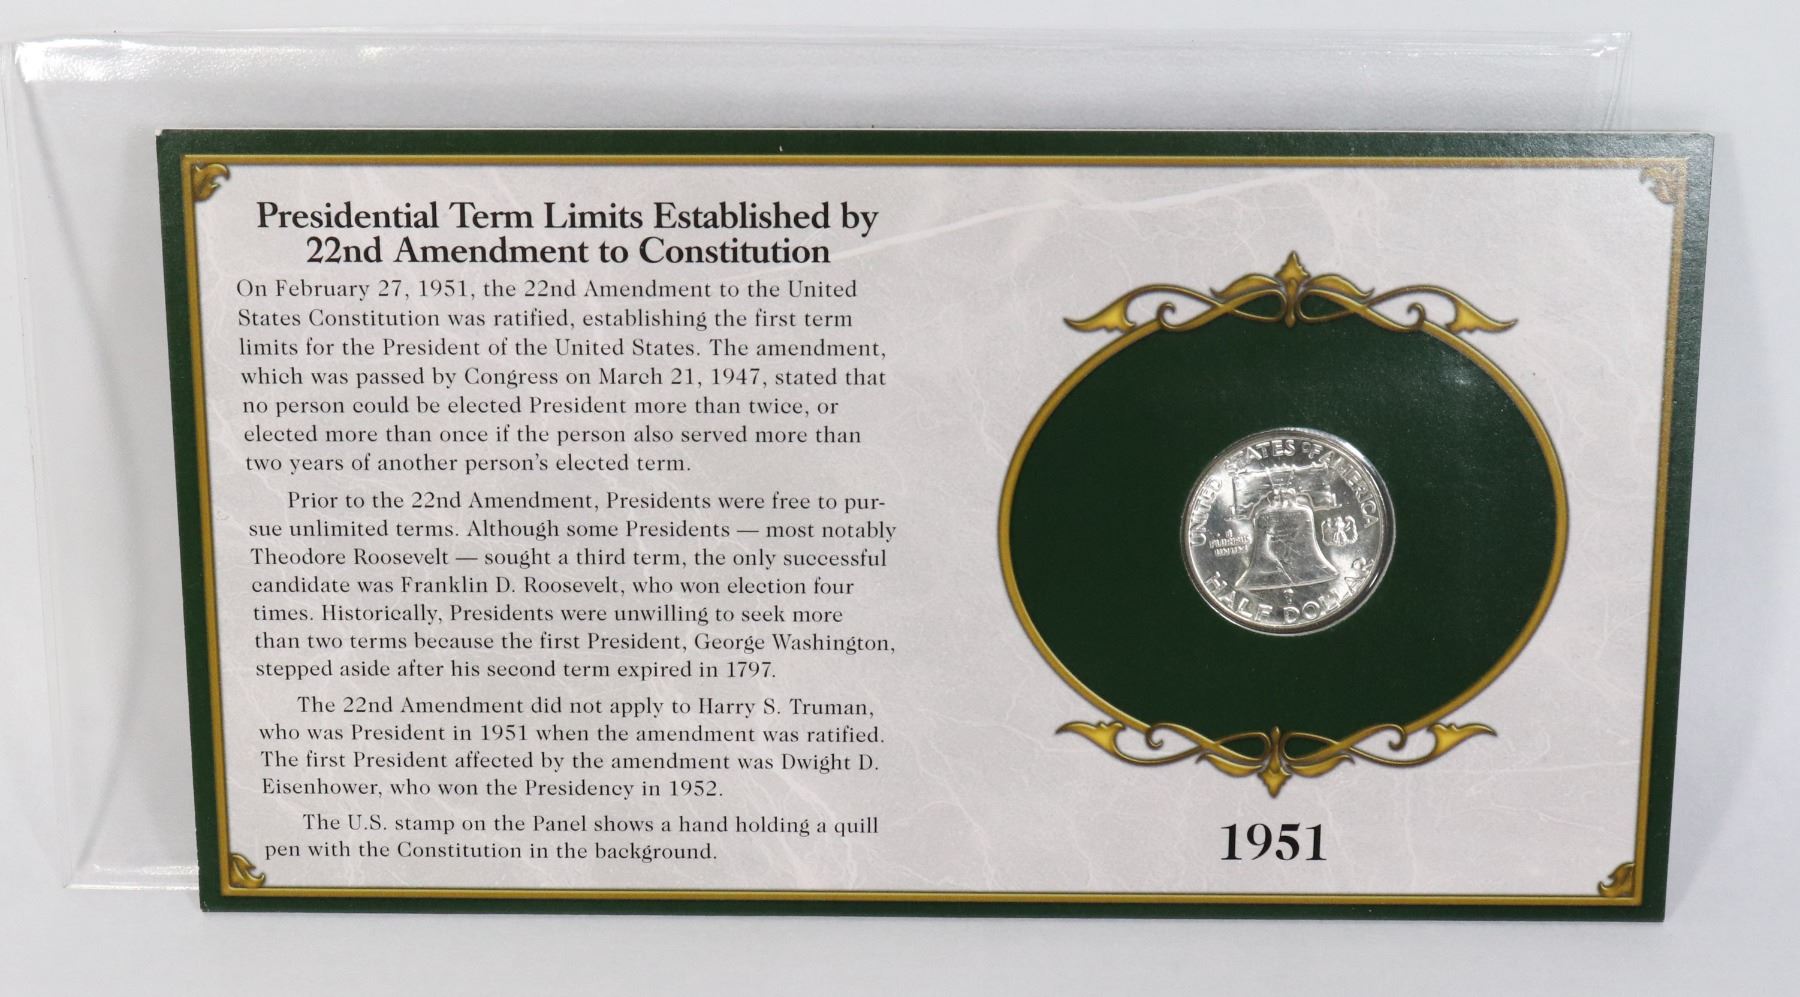 Presidential Term Limits Established by
22nd Amendment to Constitution
On February 27, 1951, the 22nd Amendment to the United
States Constitution was ratified, establishing the first term
limits for the President of the United States. The amendment,
which was passed by Congress on March 21, 1947, stated that
no person could be elected President more than twice, or
elected more than once if the person also served more than
two years of another person's elected term.
Prior to the 22nd Amendment, Presidents were free to pur-
sue unlimited terms. Although some Presidents — most notably
Theodore Roosevelt — sought a third term, the only successful
candidate was Franklin D. Roosevelt, who won election four
times. Historically, Presidents were unwilling to seek more
than two terms because the first President, George Washington,
stepped aside after his second term expired in 1797.
The 22nd Amendment did not apply to Harry S. Truman,
who was President in 1951 when the amendment was ratified.
The first President affected by the amendment was Dwight D.
Eisenhower, who won the Presidency in 1952.
The U.S. stamp on the Panel shows a hand holding a quill
pen with the Constitution in the background.
UNITED STATES OF AMERICA
E
PLURIBUS
UNUM
HALF DOLLAR
1951